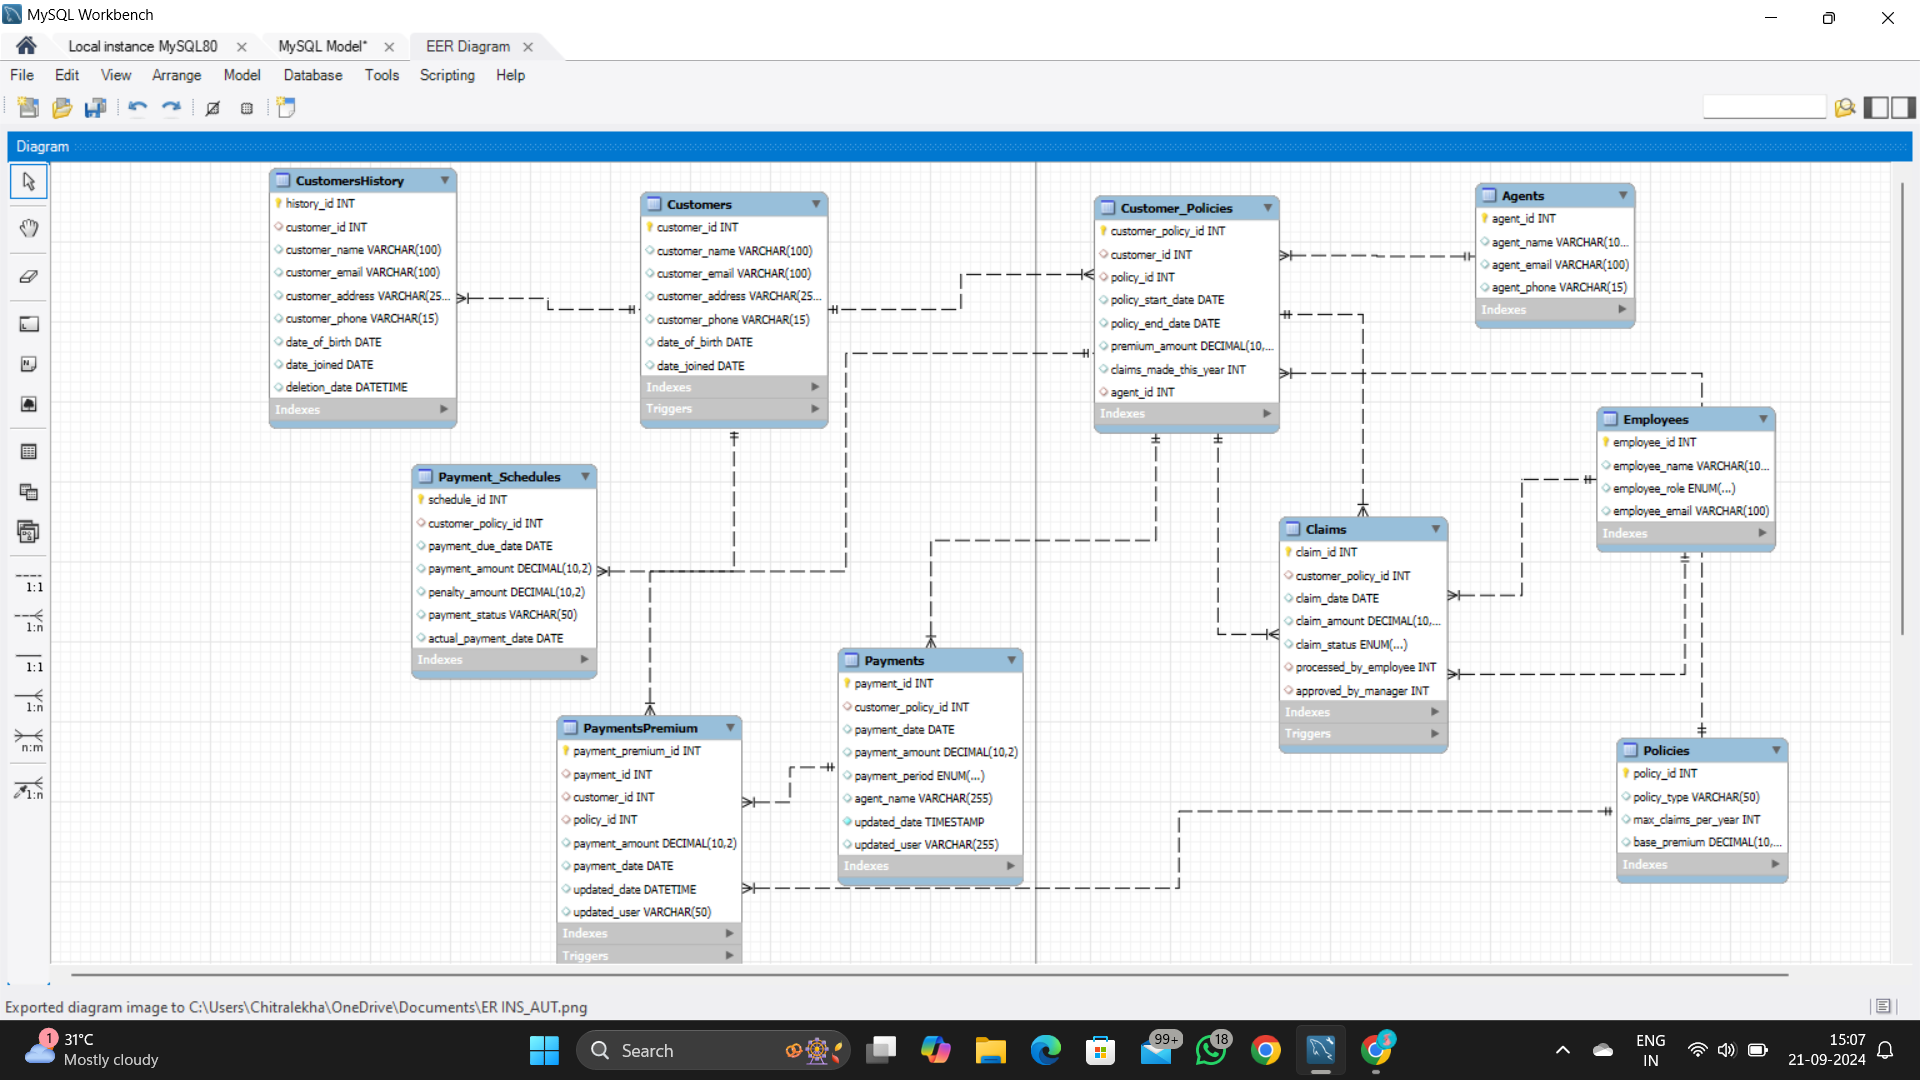 MySQL Workbench
Local instance MySQL80
MySQL Model*
EER Diagram
File Edit View Arrange Model Database Tools Scripting Help
Diagram
1:1
1:n
1:1
1:n
n:m
1:n
CustomersHistory
history_id INT
customer_id INT
customer_name VARCHAR(100)
customer_email VARCHAR(100)
customer_address VARCHAR(25...
customer_phone VARCHAR(15)
date_of_birth DATE
date_joined DATE
deletion_date DATETIME
Indexes
Customers
customer_id INT
customer_name VARCHAR(100)
customer_email VARCHAR(100)
customer_address VARCHAR(25...
customer_phone VARCHAR(15)
date_of_birth DATE
date_joined DATE
Indexes
Triggers
Customer_Policies
customer_policy_id INT
customer_id INT
policy_id INT
policy_start_date DATE
policy_end_date DATE
premium_amount DECIMAL(10,...
claims_made_this_year INT
agent_id INT
Indexes
Agents
agent_id INT
agent_name VARCHAR(10...
agent_email VARCHAR(100)
agent_phone VARCHAR(15)
Indexes
Employees
employee_id INT
employee_name VARCHAR(10...
employee_role ENUM(...)
employee_email VARCHAR(100)
Indexes
Payment_Schedules
schedule_id INT
customer_policy_id INT
payment_due_date DATE
payment_amount DECIMAL(10,2)
penalty_amount DECIMAL(10,2)
payment_status VARCHAR(50)
actual_payment_date DATE
Indexes
Claims
claim_id INT
customer_policy_id INT
claim_date DATE
claim_amount DECIMAL(10,...
claim_status ENUM(...)
processed_by_employee INT
approved_by_manager INT
Indexes
Triggers
Payments
payment_id INT
customer_policy_id INT
payment_date DATE
payment_amount DECIMAL(10,2)
payment_period ENUM(...)
agent_name VARCHAR(255)
updated_date TIMESTAMP
updated_user VARCHAR(255)
Indexes
PaymentsPremium
payment_premium_id INT
payment_id INT
customer_id INT
policy_id INT
payment_amount DECIMAL(10,2)
payment_date DATE
updated_date DATETIME
updated_user VARCHAR(50)
Indexes
Triggers
Policies
policy_id INT
policy_type VARCHAR(50)
max_claims_per_year INT
base_premium DECIMAL(10,...
Indexes
Exported diagram image to C:\Users\Chitralekha\OneDrive\Documents\ER INS_AUT.png
1
31°C
Mostly cloudy
Search
99+
18
3
ENG
IN
15:07
21-09-2024